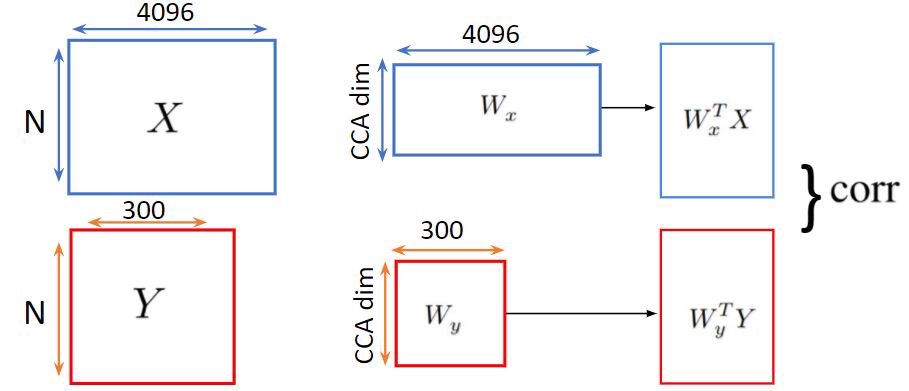 4096
N
X
4096
CCA dim
W_x
W_x^T X
300
N
Y
300
CCA dim
W_y
W_y^T Y
} corr